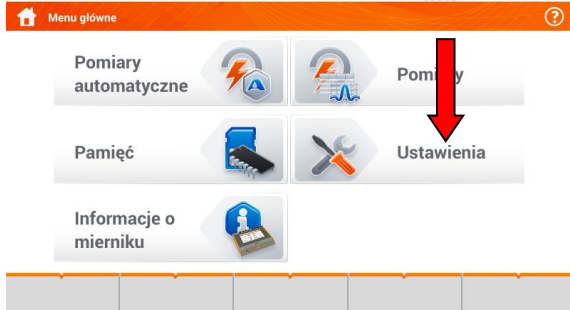 Menu główne
?
Pomiary
automatyczne
A
Pamięć
Ustawienia
Informacje o
mierniku